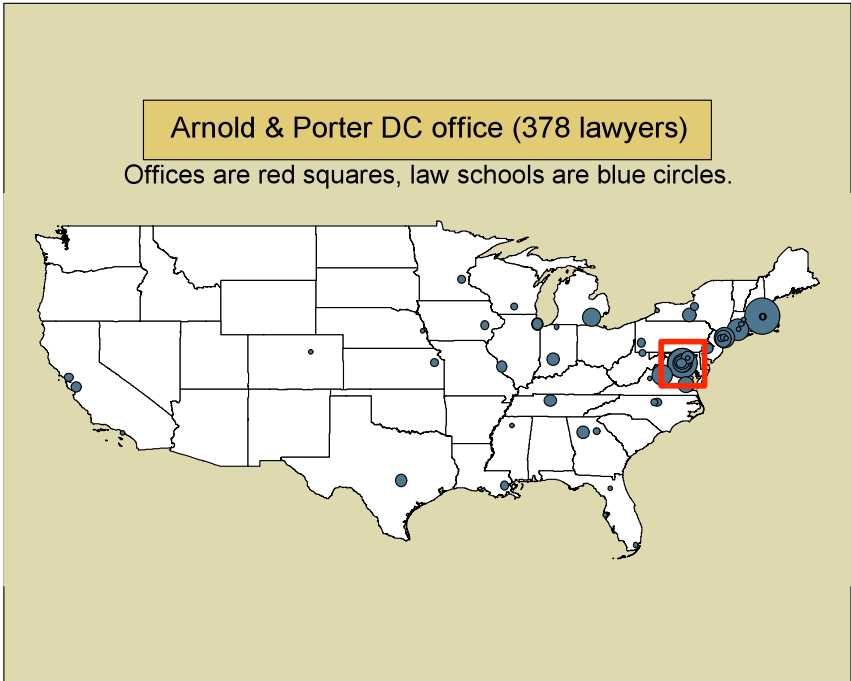 Arnold & Porter DC office (378 lawyers)
Offices are red squares, law schools are blue circles.